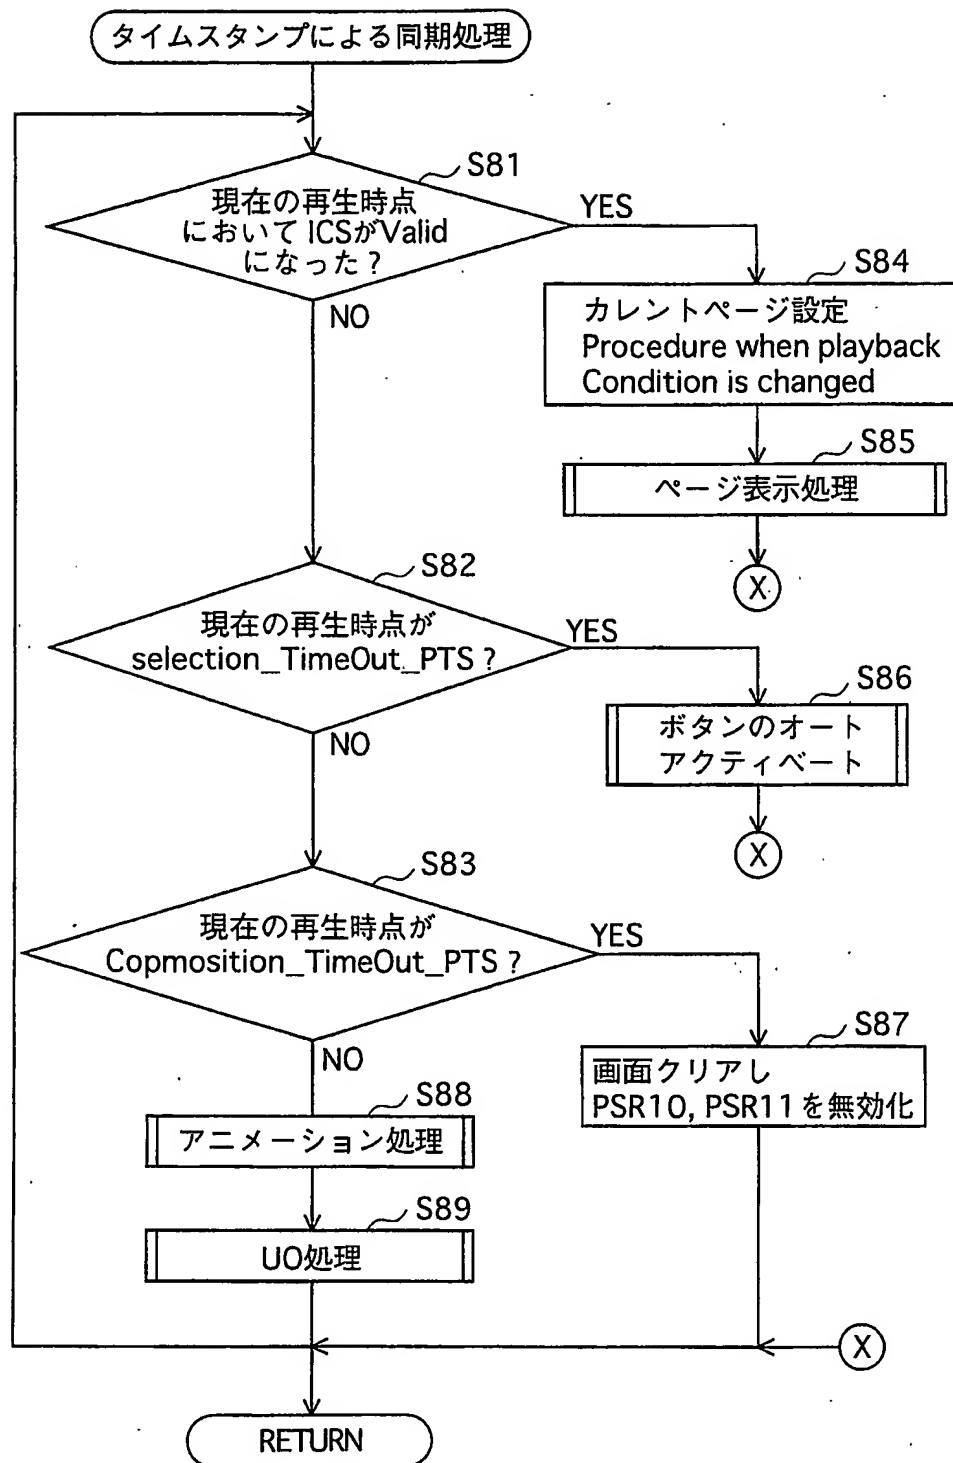 タイムスタンプによる同期処理
S81
現在の再生時点
において ICSがValid
になった？
YES
NO
S84
カレントページ設定
Procedure when playback
Condition is changed
S85
ページ表示処理
X
S82
現在の再生時点が
selection_TimeOut_PTS？
YES
NO
S86
ボタンのオート
アクティベート
X
S83
現在の再生時点が
Copmosition_TimeOut_PTS？
YES
NO
S87
画面クリアし
PSR10, PSR11を無効化
S88
アニメーション処理
S89
UO処理
X
RETURN